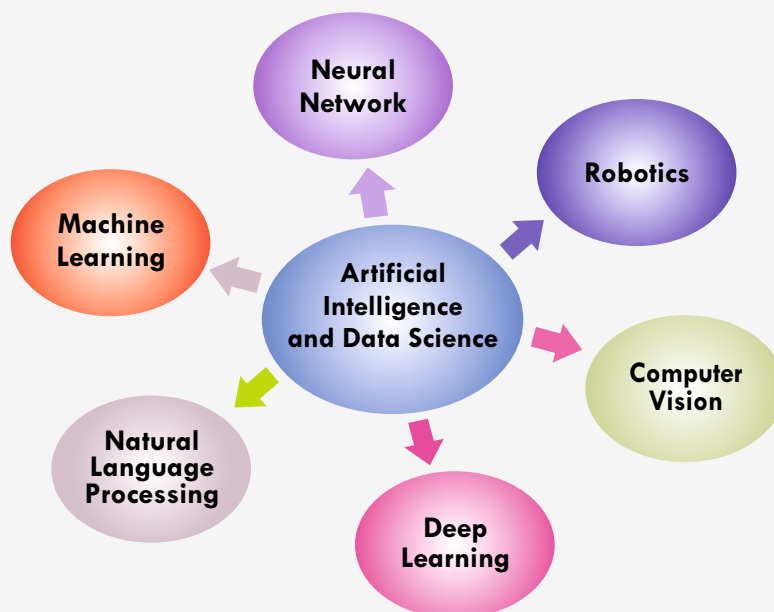 Neural
Network
Robotics
Machine
Learning
Artificial
Intelligence
and Data Science
Computer
Vision
Natural
Language
Processing
Deep
Learning